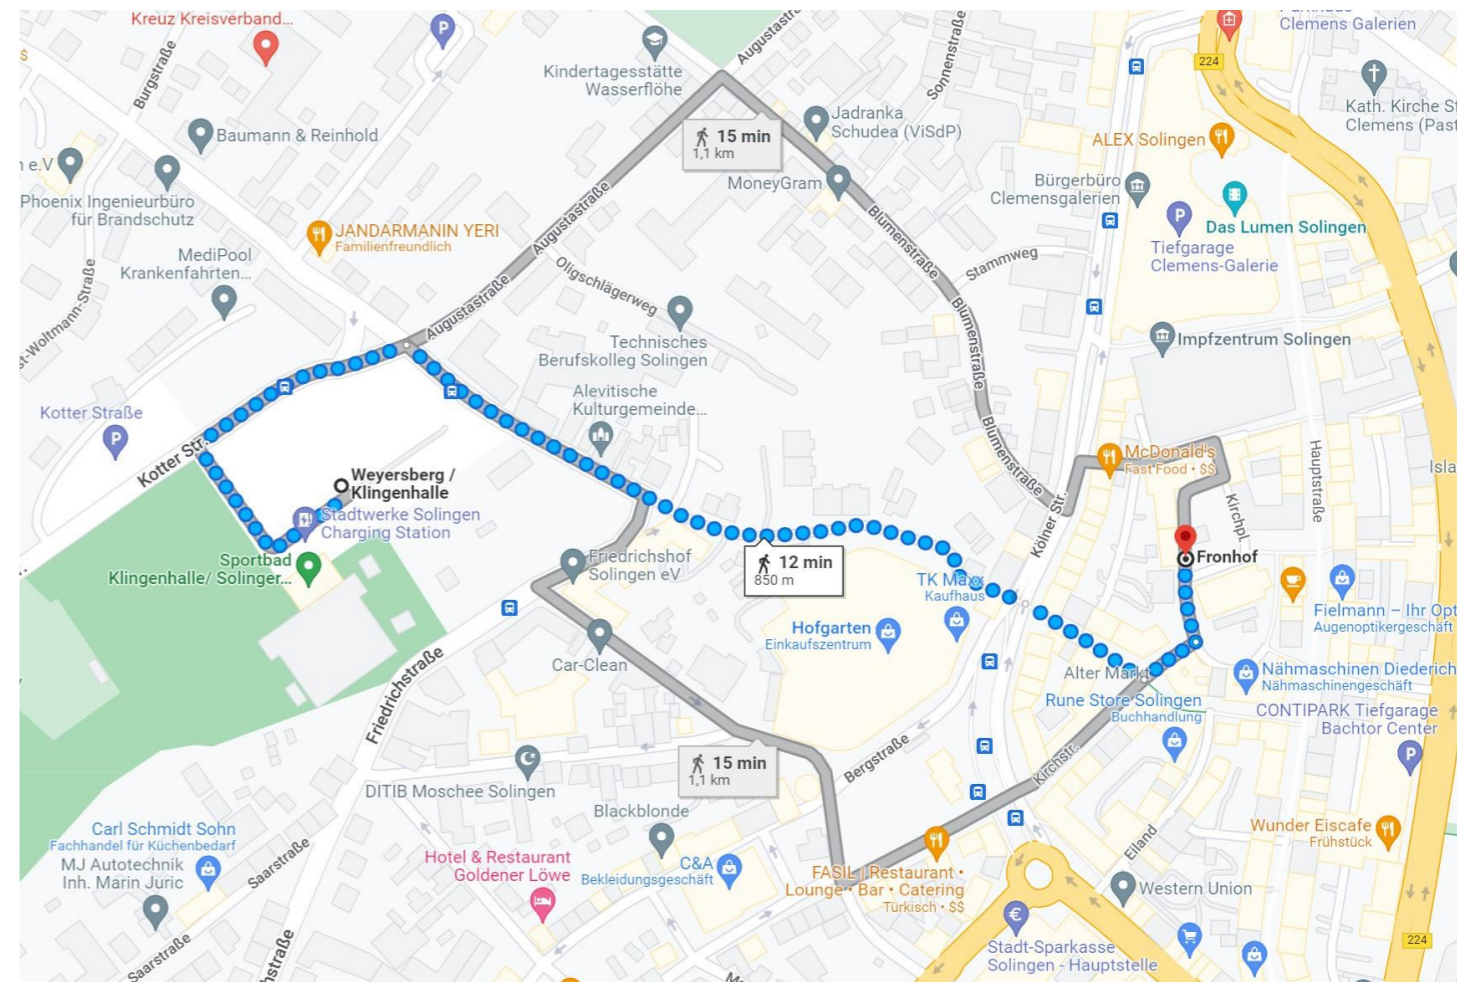 Kreuz Kreisverband...
Burgstraße
Kindertagesstätte
Wasserflöhe
Augustastr
Sonnenstraße
Clemens Galerien
224
Kath. Kirche St
Clemens (Past
Baumann & Reinhold
n e.V
Phoenix Ingenieurbüro
für Brandschutz
15 min
1,1 km
Jadranka
Schudea (ViSdP)
MoneyGram
ALEX Solingen
Bürgerbüro
Clemensgalerien
Das Lumen Solingen
Tiefgarage
Clemens-Galerie
JANDARMANIN YERI
Familienfreundlich
MediPool
Krankenfahrten...
st-Woltmann-Straße
Augustastraße
Augustastraße
Oligschlägerweg
Blumenstraße
Stammweg
Blumenstraße
Blumenstraße
Technisches
Berufskolleg Solingen
Impfzentrum Solingen
Alevitische
Kulturgemeinde...
Kotter Straße
Kotter Str.
Weyersberg /
Klingenhalle
Stadtwerke Solingen
Charging Station
Sportbad
Klingenhalle/ Solinger...
McDonald's
Fast Food • $$
Hauptstraße
Isla
Kirchpl.
Kölner Str.
Fronhof
Friedrichshof
Solingen eV
12 min
850 m
TK Maxx
Kaufhaus
Hofgarten
Einkaufszentrum
Fielmann – Ihr Opt
Augenoptikergeschäft
Car-Clean
Friedrichstraße
Alter Markt
Nähmaschinen Diederich
Nähmaschinengeschäft
Rune Store Solingen
Buchhandlung
CONTIPARK Tiefgarage
Bachtor Center
Kirchstr.
Bergstraße
15 min
1,1 km
DITIB Moschee Solingen
Blackblonde
Carl Schmidt Sohn
Fachhandel für Küchenbedarf
MJ Autotechnik
Inh. Marin Juric
Saarstraße
Saarstraße
hstraße
Hotel & Restaurant
Goldener Löwe
C&A
Bekleidungsgeschäft
FASIL | Restaurant •
Lounge • Bar • Catering
Türkisch • $$
Eiland
Wunder Eiscafe
Frühstück
Western Union
Stadt-Sparkasse
Solingen - Hauptstelle
224